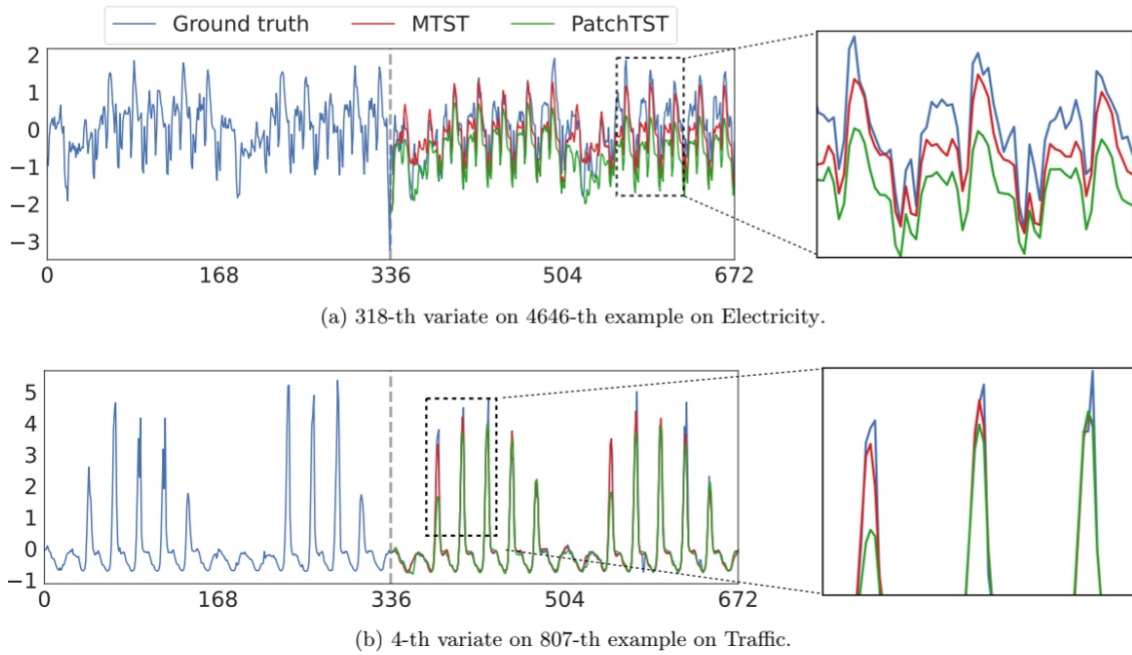 Ground truth MTST PatchTST
2
1
0
−1
−2
−3
0 168 336 504 672
(a) 318-th variate on 4646-th example on Electricity.
5
4
3
2
1
0
−1
0 168 336 504 672
(b) 4-th variate on 807-th example on Traffic.